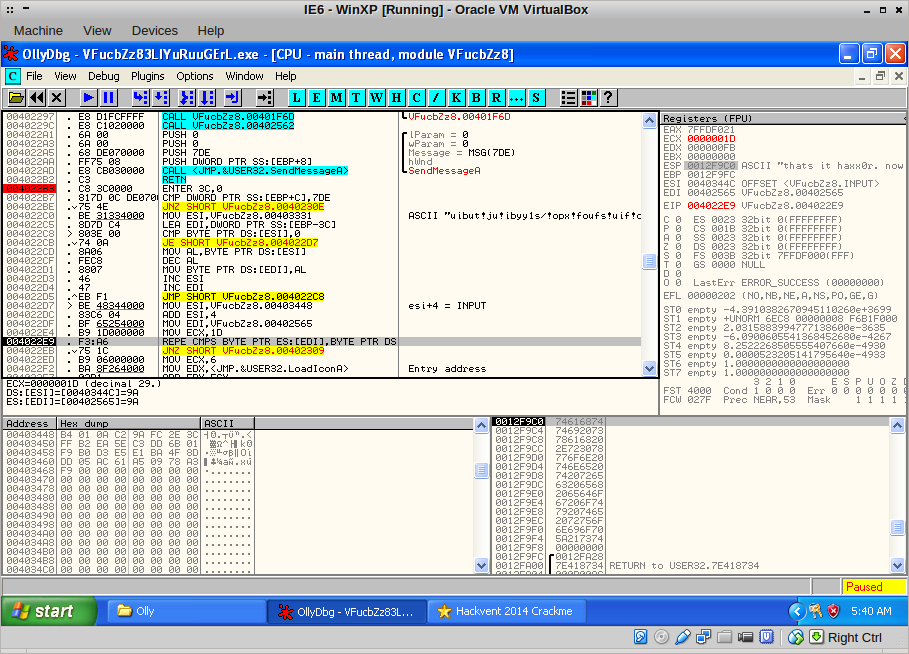 IE6 - WinXP [Running] - Oracle VM VirtualBox
Machine View Devices Help
OllyDbg - VFucbZz83LIYuRuuGErL.exe - [CPU - main thread, module VFucbZz8]
C File View Debug Plugins Options Window Help
L E M T W H C / K B R ... S ?
00402297 . E8 D1FCFFFF CALL VFucbZz8.00401F6D VFucbZz8.00401F6D
. E8 C1020000 CALL VFucbZz8.00402562
004022A1 . 6A 00 PUSH 0 lParam = 0
004022A3 . 6A 00 PUSH 0 wParam = 0
004022A5 . 68 DE070000 PUSH 7DE Message = MSG(7DE)
004022AA . FF75 08 PUSH DWORD PTR SS:[EBP+8] hWnd
. E8 CB030000 CALL <JMP.&USER32.SendMessageA> SendMessageA
. C3 RETN
. C8 3C0000 ENTER 3C,0
004022B7 . 817D 0C DE070 CMP DWORD PTR SS:[EBP+C],7DE
004022BE .v75 4E JNZ SHORT VFucbZz8.0040230E
004022C0 . BE 31334000 MOV ESI,VFucbZz8.00403331 ASCII "uibut!ju!ibyy1s/!opx!foufs!uif!c
004022C5 . 8D7D C4 LEA EDI,DWORD PTR SS:[EBP-3C]
004022C8 > 803E 00 CMP BYTE PTR DS:[ESI],0
004022CB .v74 0A JE SHORT VFucbZz8.004022D7
004022CD . 8A06 MOV AL,BYTE PTR DS:[ESI]
004022CF . FEC8 DEC AL
004022D1 . 8807 MOV BYTE PTR DS:[EDI],AL
004022D3 . 46 INC ESI
004022D4 . 47 INC EDI
004022D5 .^EB F1 JMP SHORT VFucbZz8.004022C8
004022D7 > BE 48344000 MOV ESI,VFucbZz8.00403448 esi+4 = INPUT
004022DC . 83C6 04 ADD ESI,4
004022DF . BF 65254000 MOV EDI,VFucbZz8.00402565
004022E4 . B9 1D000000 MOV ECX,1D
004022E9 . F3:A6 REPE CMPS BYTE PTR ES:[EDI],BYTE PTR DS
004022EB .v75 1C JNZ SHORT VFucbZz8.00402309
004022ED . B9 06000000 MOV ECX,6
004022F2 . BA 8F264000 MOV EDX,<JMP.&USER32.LoadIconA> Entry address
ECX=0000001D (decimal 29.)
DS:[ESI]=[0040344C]=9A
ES:[EDI]=[00402565]=9A
Registers (FPU)
EAX 7FFDF021
ECX 0000001D
EDX 000000FB
EBX 00000000
ESP 0012F9C0 ASCII "thats it haxx0r. now
EBP 0012F9FC
ESI 0040344C OFFSET <VFucbZz8.INPUT>
EDI 00402565 VFucbZz8.00402565
EIP 004022E9 VFucbZz8.004022E9
C 0 ES 0023 32bit 0(FFFFFFFF)
P 0 CS 001B 32bit 0(FFFFFFFF)
A 0 SS 0023 32bit 0(FFFFFFFF)
Z 0 DS 0023 32bit 0(FFFFFFFF)
S 0 FS 003B 32bit 7FFDF000(FFF)
T 0 GS 0000 NULL
D 0
O 0 LastErr ERROR_SUCCESS (00000000)
EFL 00000202 (NO,NB,NE,A,NS,PO,GE,G)
ST0 empty -4.3910382670945110260e+3699
ST1 empty +UNORM 6EC8 00000008 F6B1F000
ST2 empty 2.0315883994777138600e-3635
ST3 empty -6.0900605541368452680e-4267
ST4 empty 8.2522268505555407660e-4930
ST5 empty 0.0000523205141795640e-4933
ST6 empty 1.0000000000000000000
ST7 empty 1.0000000000000000000
3 2 1 0 E S P U O Z D
FST 4000 Cond 1 0 0 0 Err 0 0 0 0 0 0 0
FCW 027F Prec NEAR,53 Mask 1 1 1 1 1
Address Hex dump ASCII
00403448 B4 01 0A C2 9A FC 2E 3C
00403450 FF B2 EA 5E C3 DD 6B 01
00403458 F9 B0 D3 E5 E1 BA 4F 8D
00403460 DD 05 AC 61 A5 09 78 A3
00403468 F9 00 00 00 00 00 00 00
00403470 00 00 00 00 00 00 00 00
00403478 00 00 00 00 00 00 00 00
00403480 00 00 00 00 00 00 00 00
00403488 00 00 00 00 00 00 00 00
00403490 00 00 00 00 00 00 00 00
00403498 00 00 00 00 00 00 00 00
004034A0 00 00 00 00 00 00 00 00
004034A8 00 00 00 00 00 00 00 00
004034B0 00 00 00 00 00 00 00 00
004034B8 00 00 00 00 00 00 00 00
004034C0 00 00 00 00 00 00 00 00
0012F9C0 74616874
0012F9C4 74692073
0012F9C8 78616820
0012F9CC 2E723078
0012F9D0 776F6E20
0012F9D4 746E6520
0012F9D8 74207265
0012F9DC 63206568
0012F9E0 2065646F
0012F9E4 67206F74
0012F9E8 79207465
0012F9EC 2072756F
0012F9F0 6E696F70
0012F9F4 5A217374
0012F9F8 00000000
0012F9FC 0012FA28
0012FA00 7E418734 RETURN to USER32.7E418734
Paused
start Olly OllyDbg - VFucbZz83L... Hackvent 2014 Crackme 5:40 AM
Right Ctrl